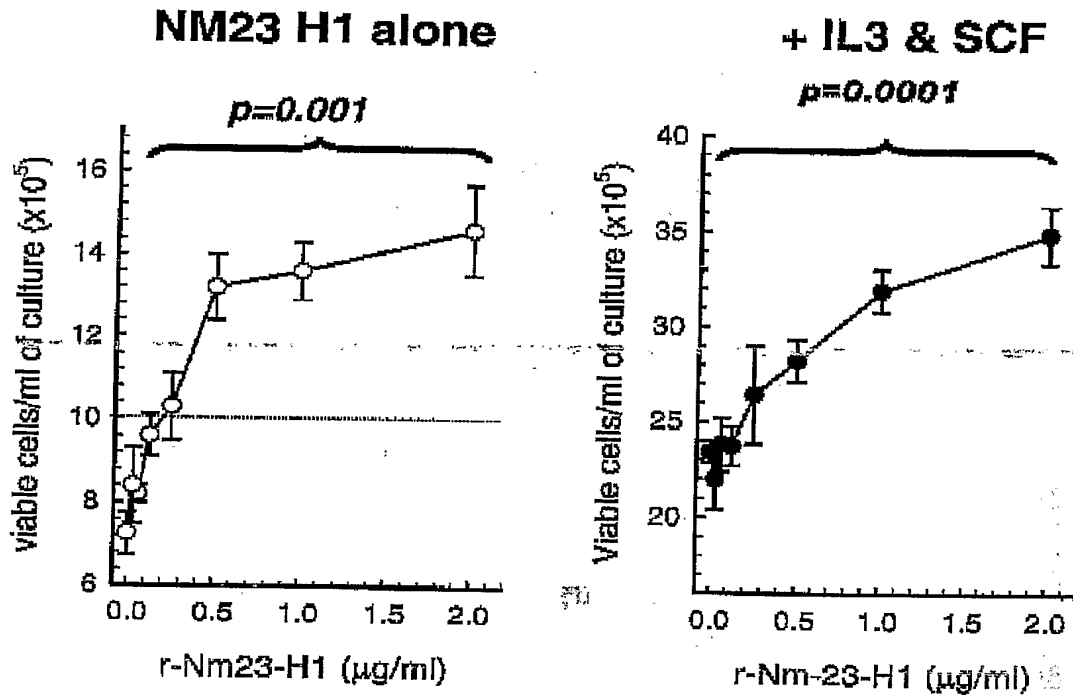 NM23 H1 alone
p=0.001
Viable cells/ml of culture (x10⁵)
16
14
12
10
8
6
0.0 0.5 1.0 1.5 2.0
r-Nm23-H1 (µg/ml)
+ IL3 & SCF
p=0.0001
Viable cells/ml of culture (x10⁵)
40
35
30
25
20
0.0 0.5 1.0 1.5 2.0
r-Nm-23-H1 (µg/ml)